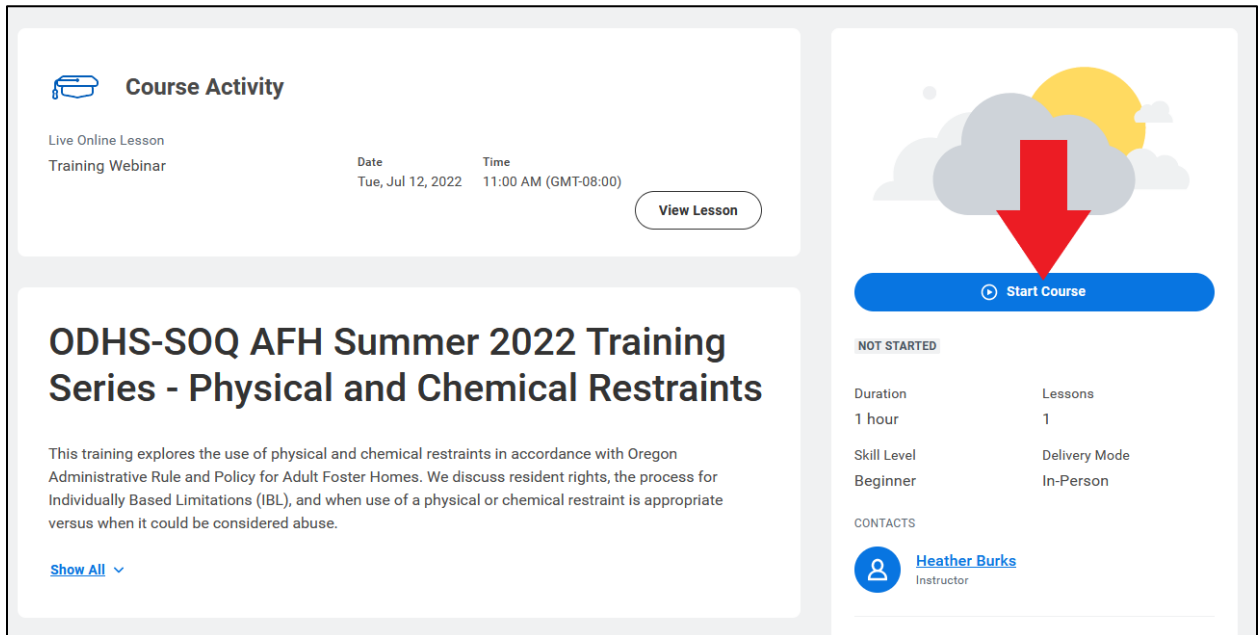 Course Activity
Live Online Lesson
Training Webinar
Date
Tue, Jul 12, 2022
Time
11:00 AM (GMT-08:00)
View Lesson
ODHS-SOQ AFH Summer 2022 Training
Series - Physical and Chemical Restraints
This training explores the use of physical and chemical restraints in accordance with Oregon
Administrative Rule and Policy for Adult Foster Homes. We discuss resident rights, the process for
Individually Based Limitations (IBL), and when use of a physical or chemical restraint is appropriate
versus when it could be considered abuse.
Show All
Start Course
NOT STARTED
Duration
1 hour
Lessons
1
Skill Level
Beginner
Delivery Mode
In-Person
CONTACTS
Heather Burks
Instructor